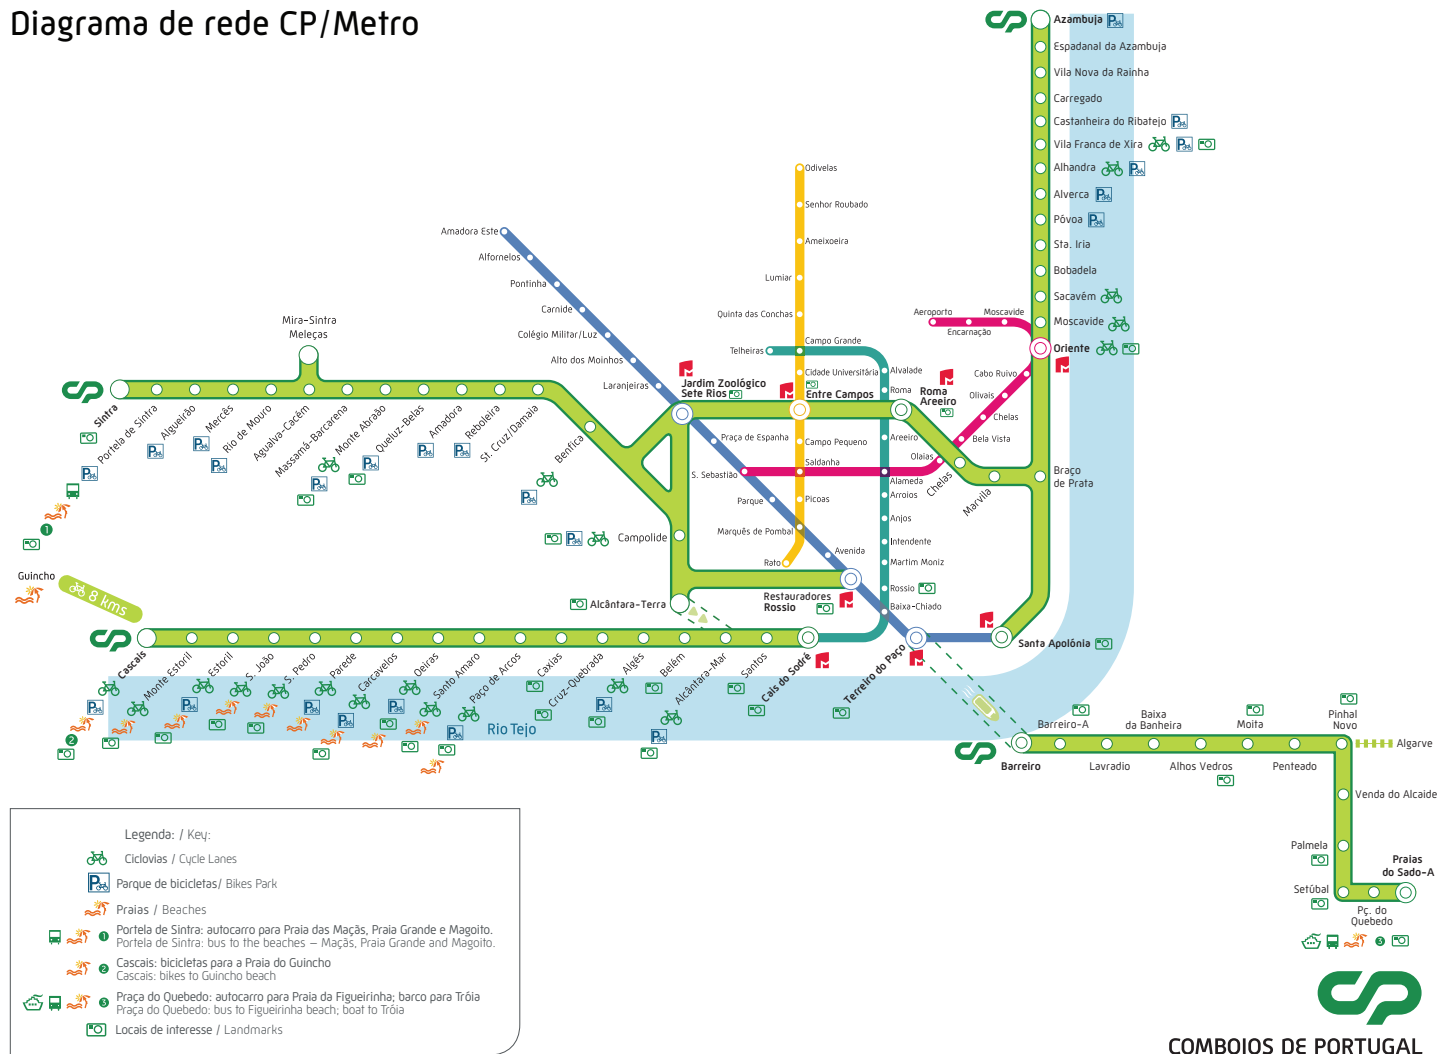 Diagrama de rede CP/Metro
CP
Azambuja
Espadanal da Azambuja
Vila Nova da Rainha
Carregado
Castanheira do Ribatejo
Vila Franca de Xira
Alhandra
Alverca
Póvoa
Sta. Iria
Bobadela
Sacavém
Moscavide
Oriente
Braço
de Prata
Odivelas
Senhor Roubado
Ameixoeira
Lumiar
Quinta das Conchas
Telheiras
Campo Grande
Cidade Universitária
Entre Campos
Campo Pequeno
Saldanha
Picoas
Marquês de Pombal
Rato
Amadora Este
Alfornelos
Pontinha
Carnide
Colégio Militar/Luz
Alto dos Moinhos
Laranjeiras
Jardim Zoológico
Sete Rios
Praça de Espanha
S. Sebastião
Parque
Avenida
Restauradores
Rossio
Baixa-Chiado
Terreiro do Paço
Santa Apolónia
Aeroporto
Encarnação
Moscavide
Cabo Ruivo
Olivais
Chelas
Bela Vista
Olaias
Alameda
Alvalade
Roma
Roma
Areeiro
Areeiro
Arroios
Anjos
Intendente
Martim Moniz
Rossio
Chelas
Marvila
Mira-Sintra
Meleças
CP
Sintra
Portela de Sintra
Algueirão
Mercês
Rio de Mouro
Agualva-Cacém
Massamá-Barcarena
Monte Abraão
Queluz-Belas
Amadora
Reboleira
St. Cruz/Damaia
Benfica
Campolide
Alcântara-Terra
1
Guincho
8 kms
CP
Cascais
Monte Estoril
Estoril
S. João
S. Pedro
Parede
Carcavelos
Oeiras
Santo Amaro
Paço de Arcos
Caxias
Cruz-Quebrada
Algés
Belém
Alcântara-Mar
Santos
Cais do Sodré
2
Rio Tejo
CP
Barreiro
Barreiro-A
Lavradio
Baixa
da Banheira
Alhos Vedros
Moita
Penteado
Pinhal
Novo
Algarve
Venda do Alcaide
Palmela
Setúbal
Praias
do Sado-A
Pç. do
Quebedo
3
Legenda: / Key:
Ciclovias / Cycle Lanes
P
Parque de bicicletas/ Bikes Park
Praias / Beaches
1 Portela de Sintra: autocarro para Praia das Maçãs, Praia Grande e Magoito.
Portela de Sintra: bus to the beaches – Maçãs, Praia Grande and Magoito.
2 Cascais: bicicletas para a Praia do Guincho
Cascais: bikes to Guincho beach
3 Praça do Quebedo: autocarro para Praia da Figueirinha; barco para Tróia
Praça do Quebedo: bus to Figueirinha beach; boat to Tróia
Locais de interesse / Landmarks
CP
COMBOIOS DE PORTUGAL